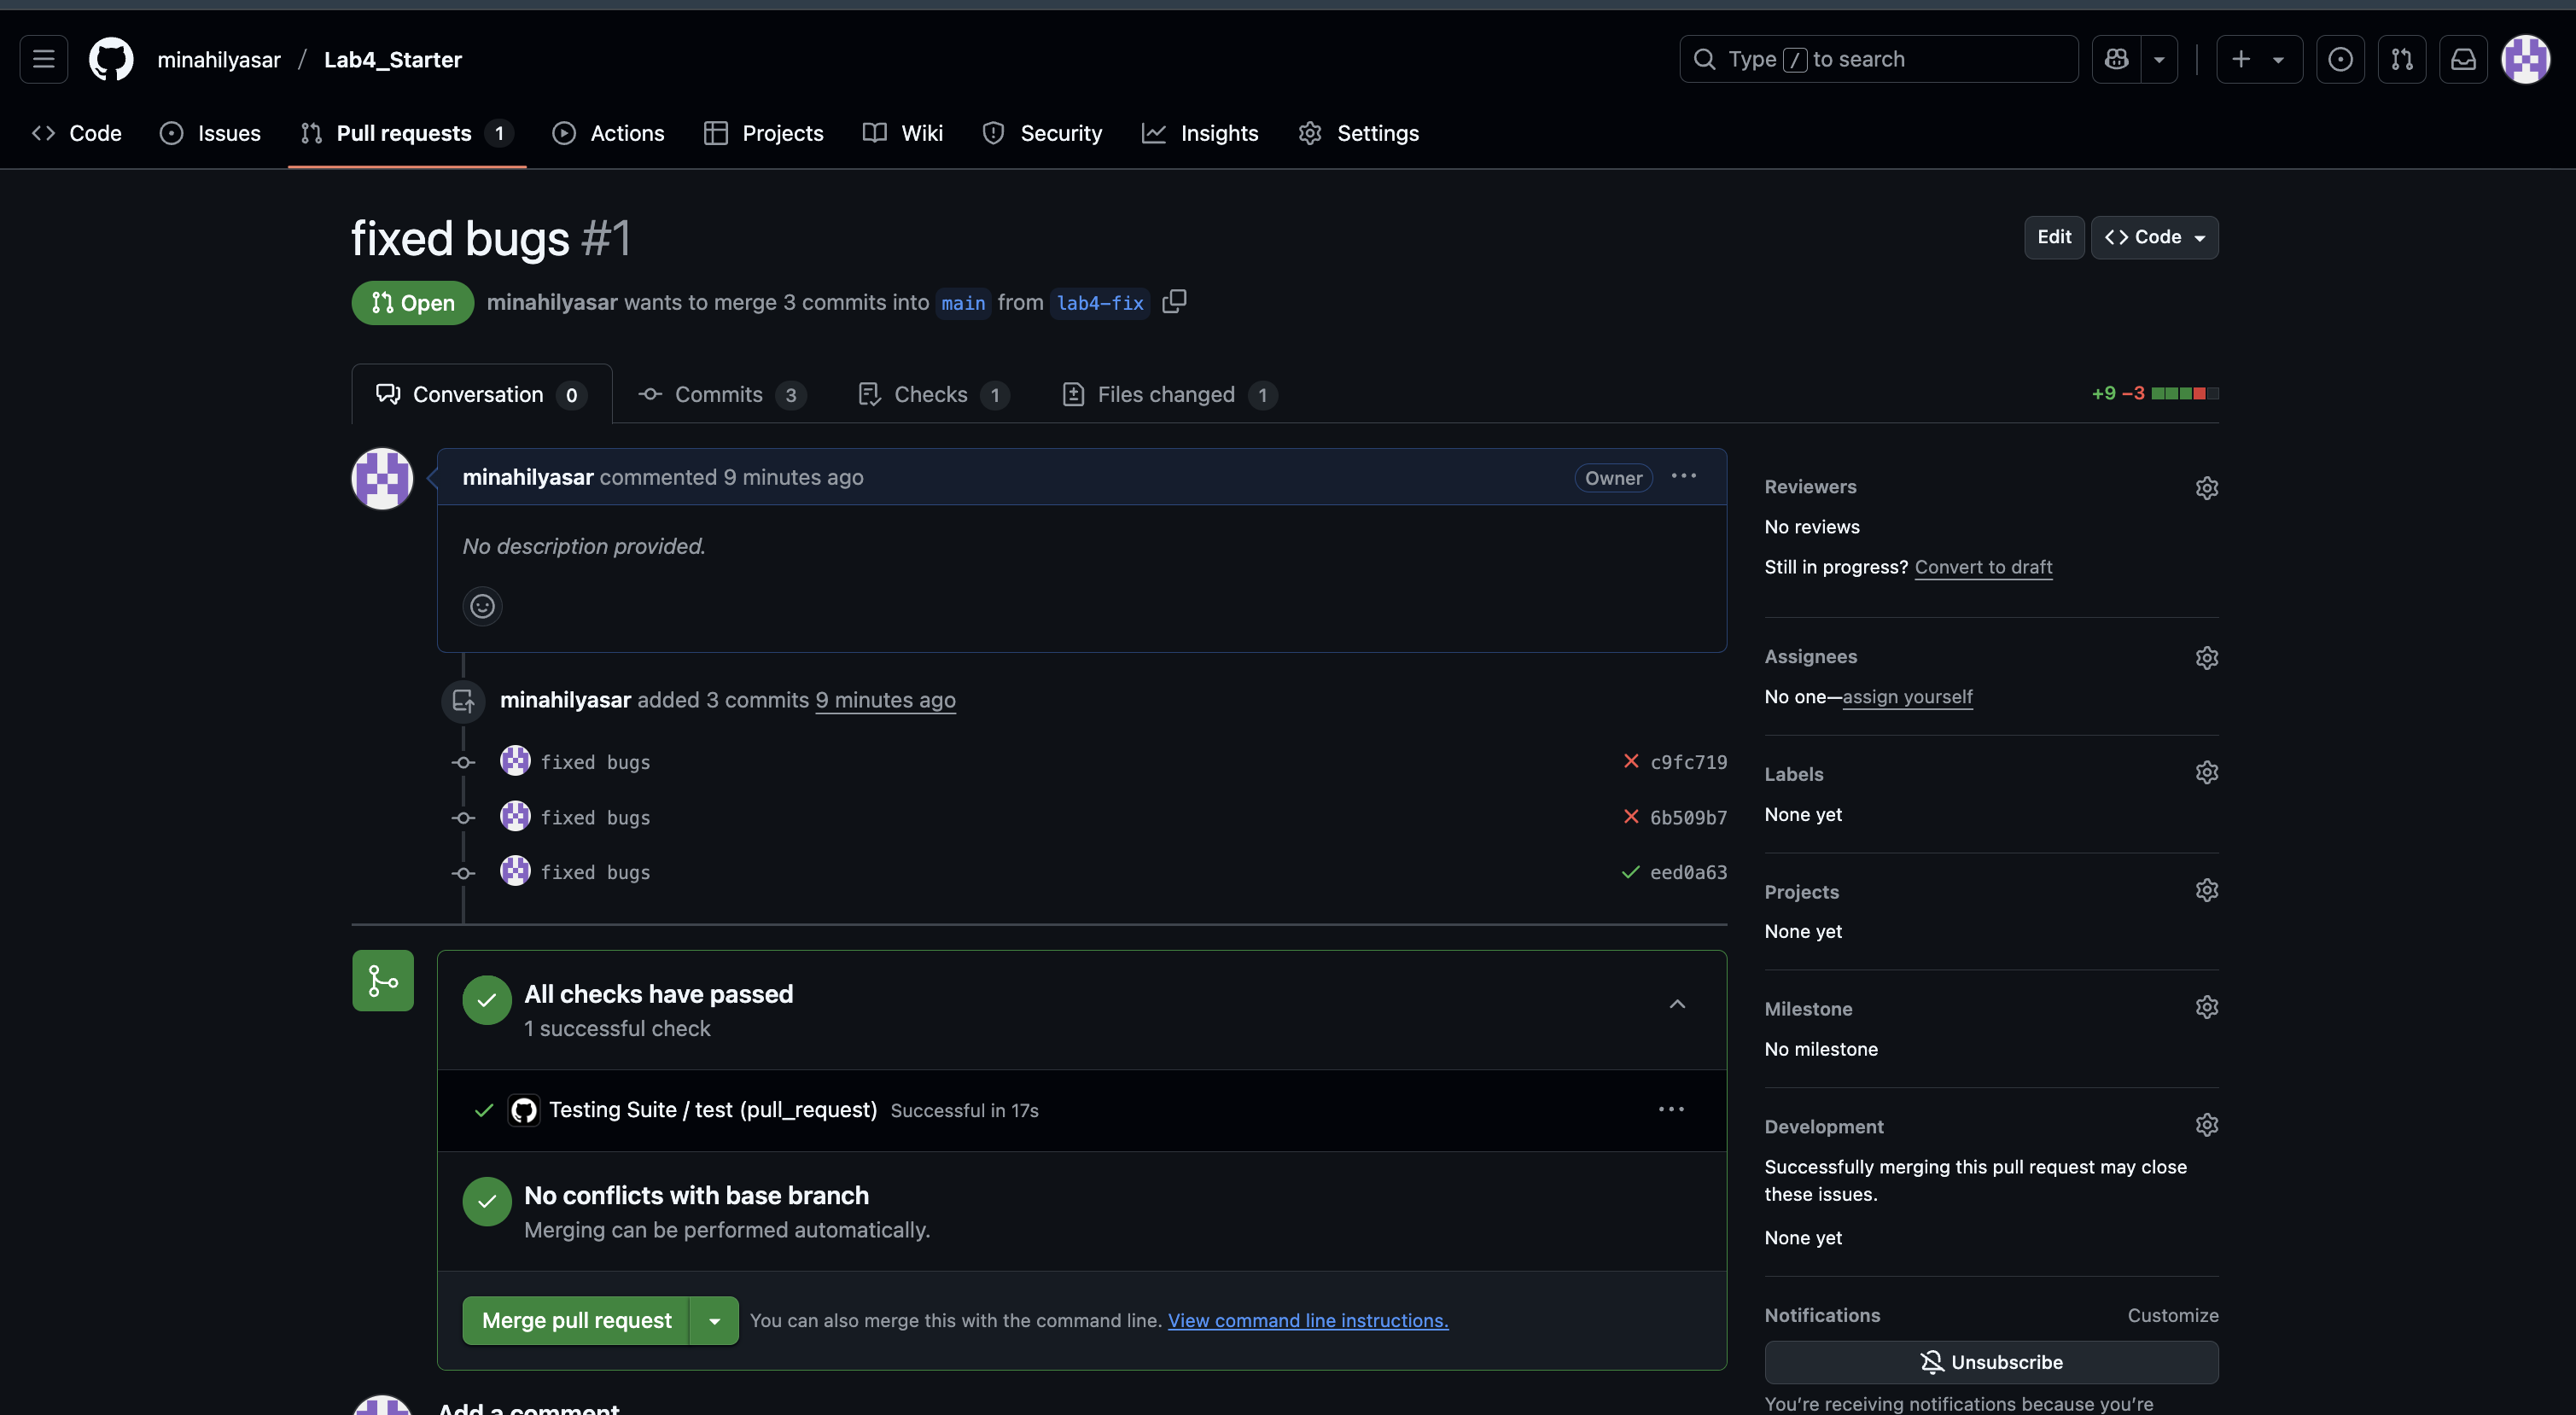 minahilyasar / Lab4_Starter
Type / to search
Code Issues Pull requests 1 Actions Projects Wiki Security Insights Settings
fixed bugs #1
Edit Code
Open minahilyasar wants to merge 3 commits into main from lab4-fix
Conversation 0 Commits 3 Checks 1 Files changed 1
+9 −3
minahilyasar commented 9 minutes ago
Owner
No description provided.
minahilyasar added 3 commits 9 minutes ago
fixed bugs c9fc719
fixed bugs 6b509b7
fixed bugs eed0a63
All checks have passed
1 successful check
Testing Suite / test (pull_request) Successful in 17s
No conflicts with base branch
Merging can be performed automatically.
Merge pull request You can also merge this with the command line. View command line instructions.
Add a comment
Reviewers
No reviews
Still in progress? Convert to draft
Assignees
No one—assign yourself
Labels
None yet
Projects
None yet
Milestone
No milestone
Development
Successfully merging this pull request may close
these issues.
None yet
Notifications Customize
Unsubscribe
You're receiving notifications because you're